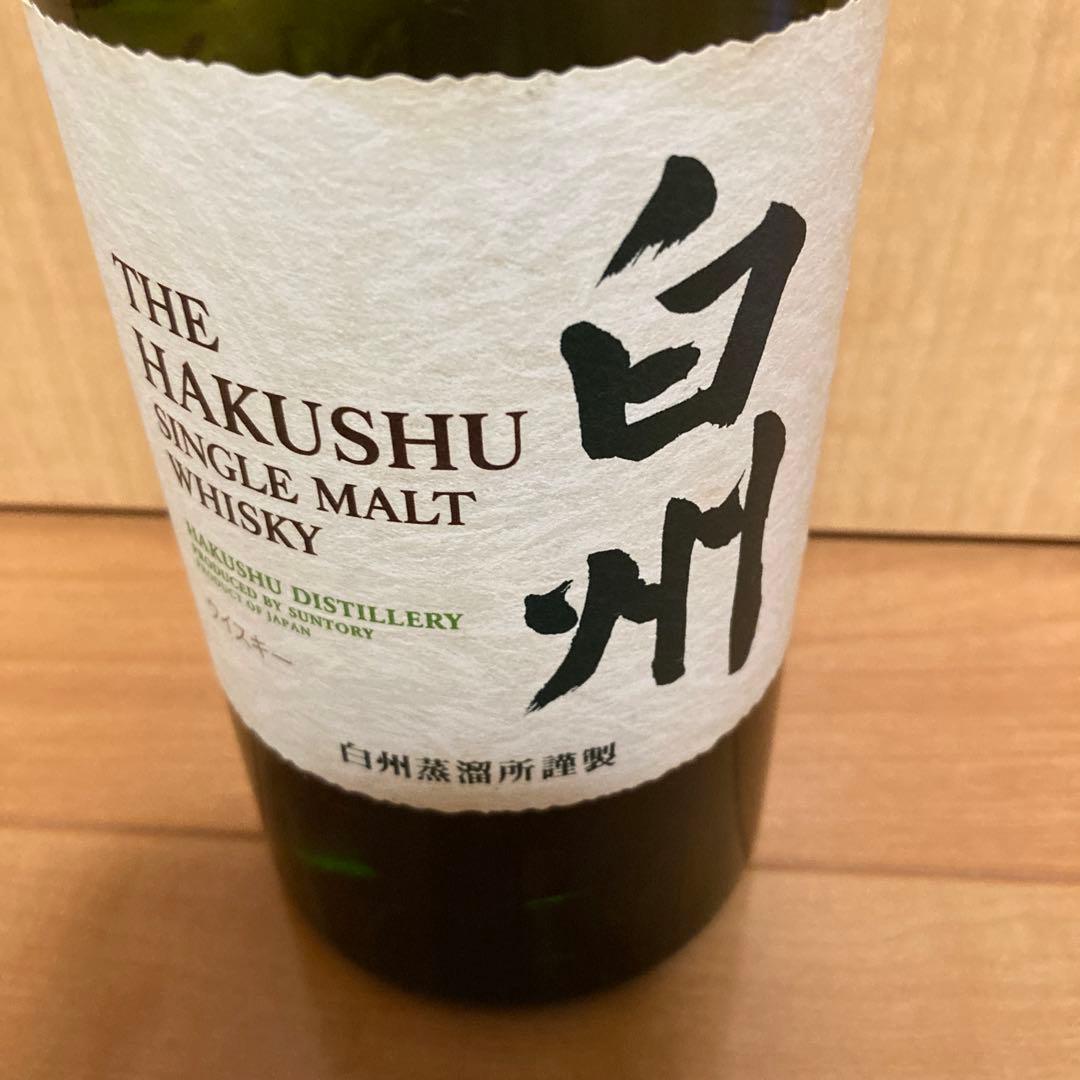 THE
HAKUSHU
SINGLE MALT
WHISKY
HAKUSHU DISTILLERY
PRODUCED BY SUNTORY
PRODUCT OF JAPAN
ウイスキー
白州
白州蒸溜所謹製